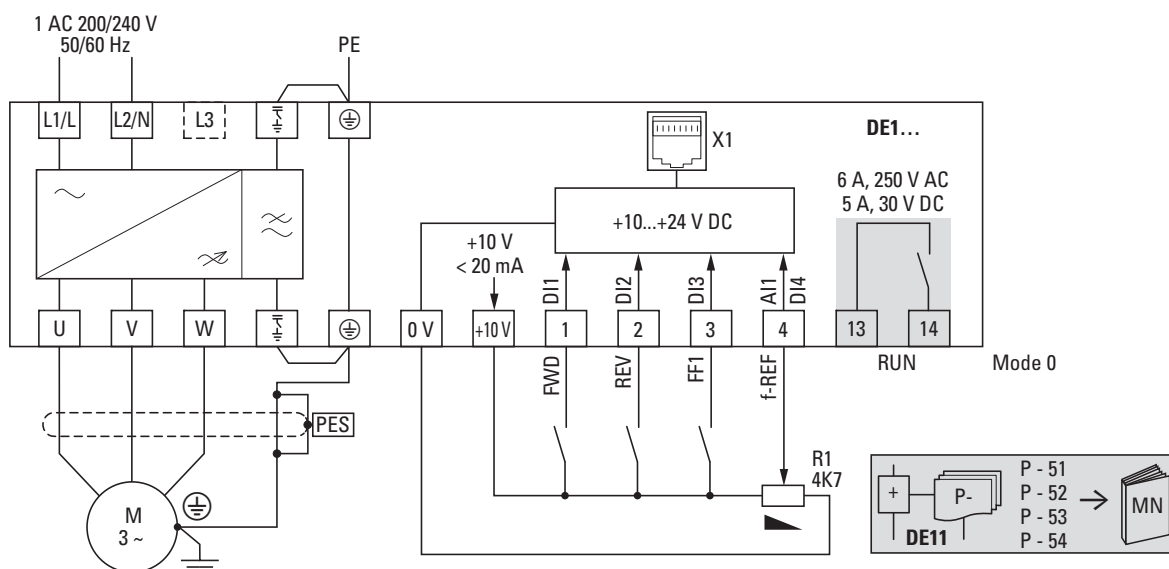 1 AC 200/240 V
50/60 Hz
PE
L1/L
L2/N
L3
X1
DE1…
6 A, 250 V AC
5 A, 30 V DC
+10...+24 V DC
+10 V
< 20 mA
DI1
DI2
DI3
AI1
DI4
U
V
W
0 V
+10 V
1
2
3
4
13
14
FWD
REV
FF1
f-REF
RUN
Mode 0
PES
R1
4K7
M
3 ~
+
P-
DE11
P - 51
P - 52
P - 53
P - 54
MN